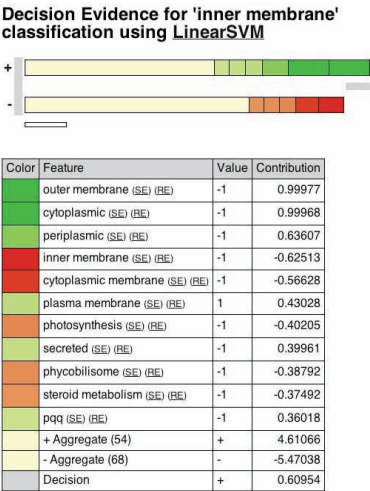 Decision Evidence for 'inner membrane'
classification using LinearSVM
+
-
Color Feature Value Contribution
outer membrane (SE) (RE) -1 0.99977
cytoplasmic (SE) (RE) -1 0.99968
periplasmic (SE) (RE) -1 0.63607
inner membrane (SE) (RE) -1 -0.62513
cytoplasmic membrane (SE) (RE) -1 -0.56628
plasma membrane (SE) (RE) 1 0.43028
photosynthesis (SE) (RE) -1 -0.40205
secreted (SE) (RE) -1 0.39961
phycobilisome (SE) (RE) -1 -0.38792
steroid metabolism (SE) (RE) -1 -0.37492
pqq (SE) (RE) -1 0.36018
+ Aggregate (54) + 4.61066
- Aggregate (68) - -5.47038
Decision + 0.60954